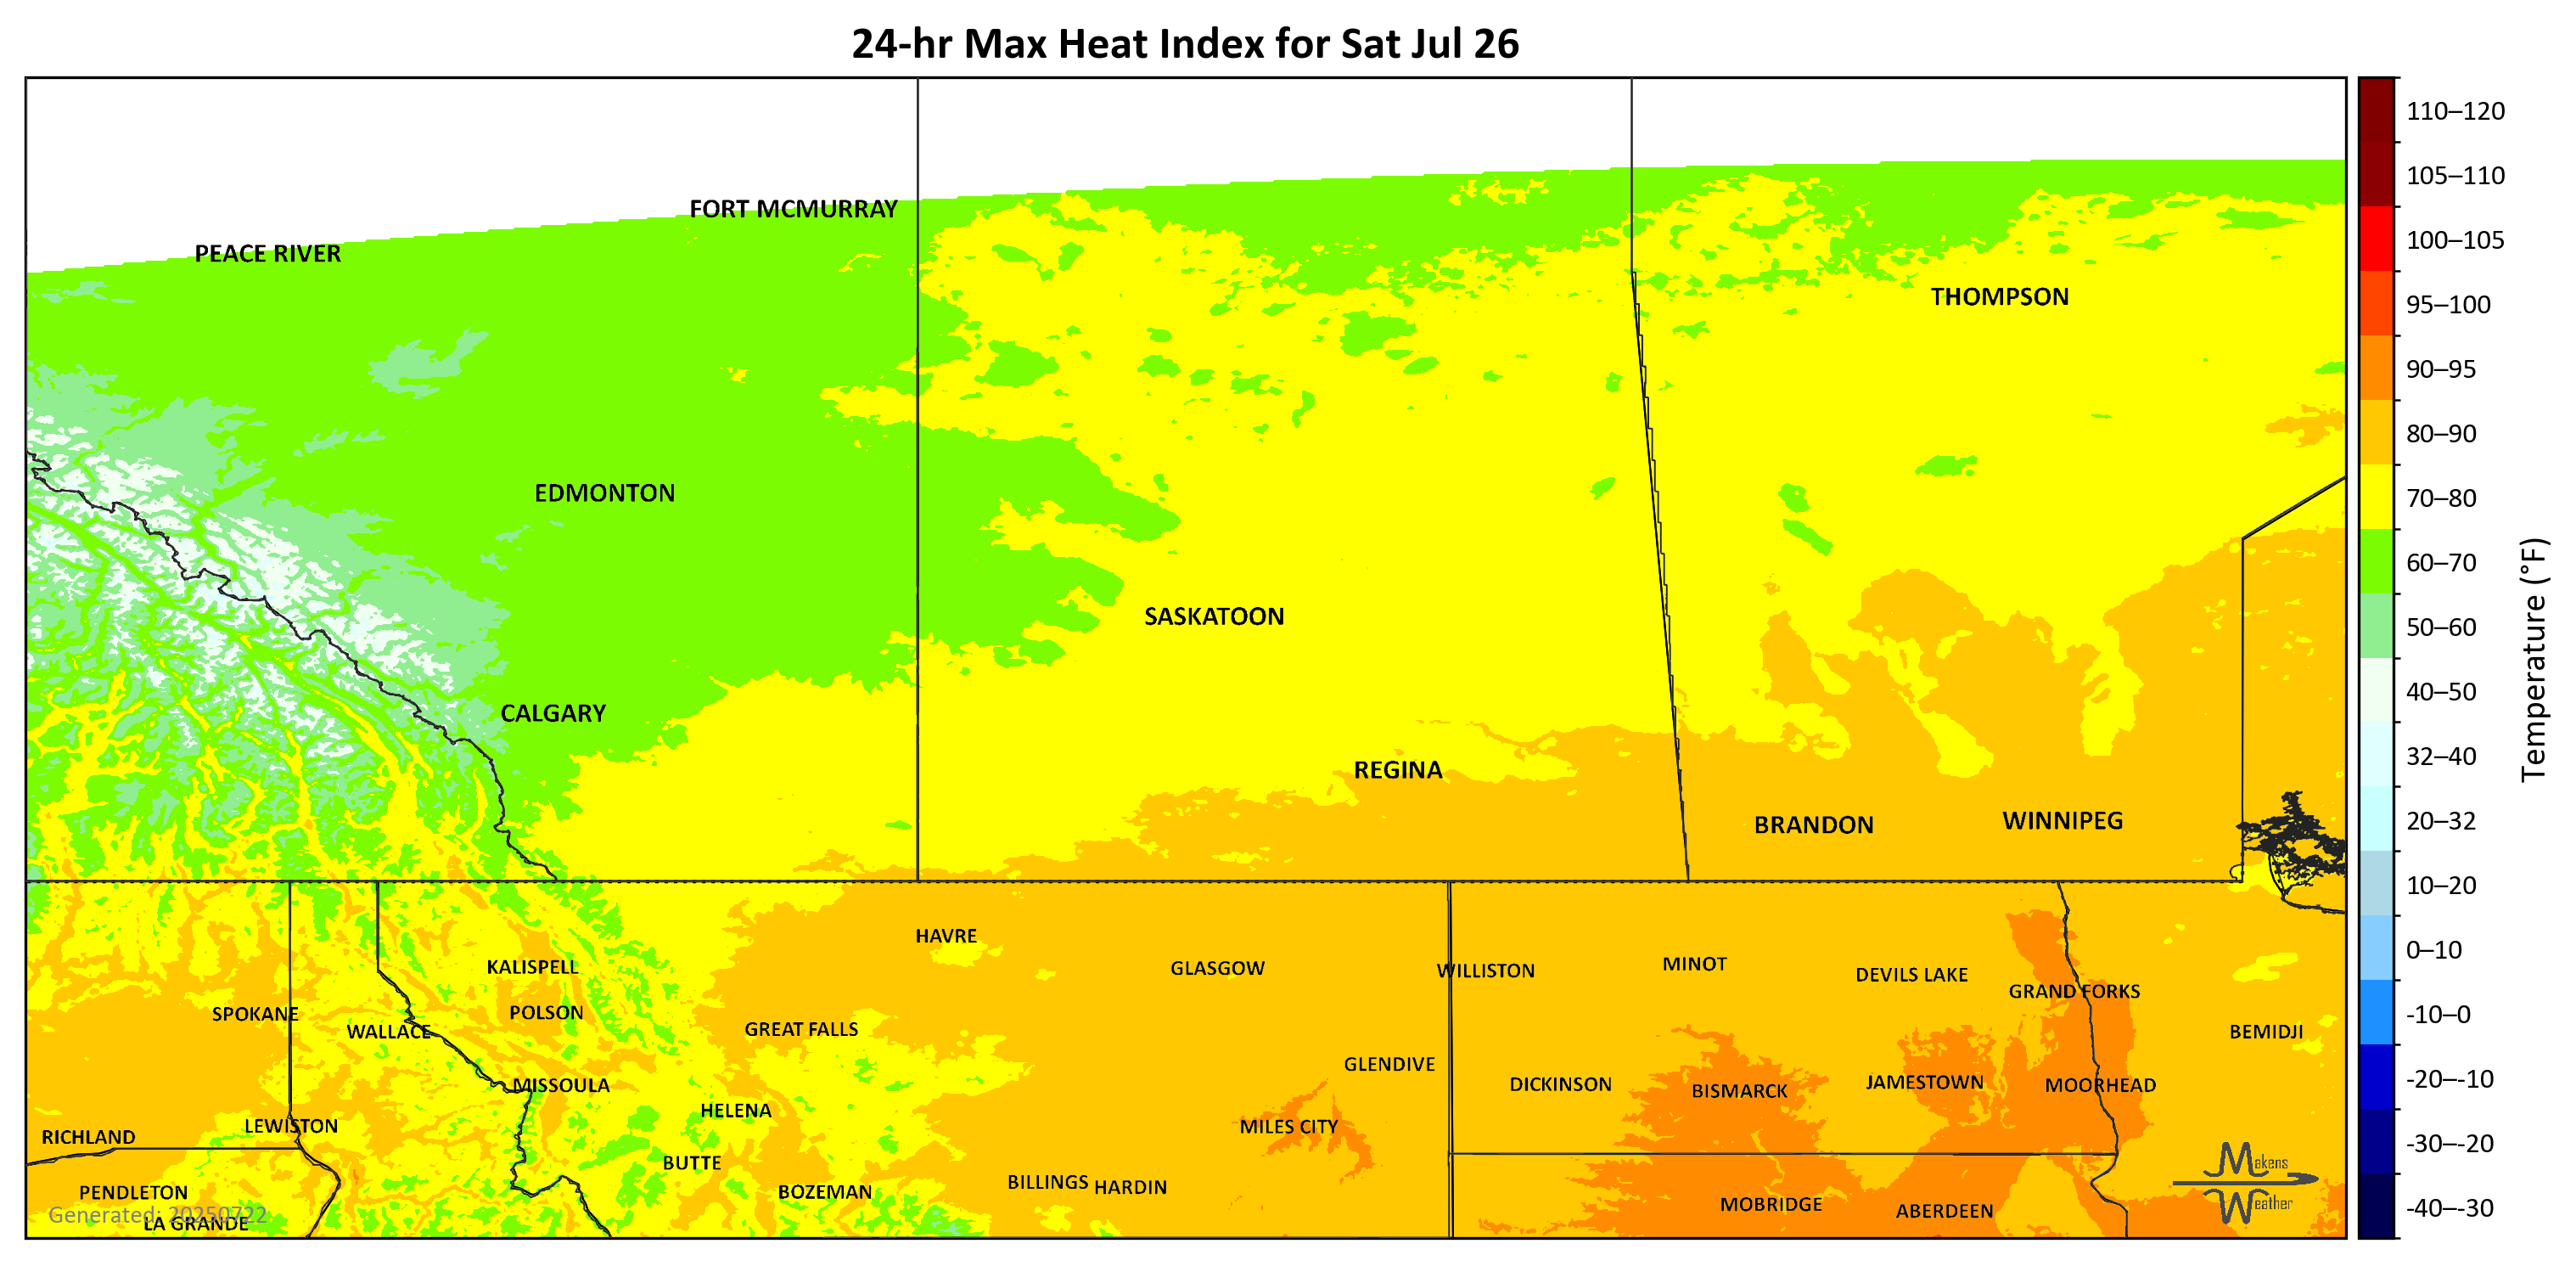 24-hr Max Heat Index for Sat Jul 26
FORT MCMURRAY
PEACE RIVER
THOMPSON
EDMONTON
SASKATOON
CALGARY
REGINA
BRANDON
WINNIPEG
HAVRE
KALISPELL
GLASGOW
WILLISTON
MINOT
DEVILS LAKE
GRAND FORKS
SPOKANE
POLSON
WALLACE
GREAT FALLS
BEMIDJI
GLENDIVE
MISSOULA
DICKINSON
BISMARCK
JAMESTOWN
MOORHEAD
HELENA
LEWISTON
MILES CITY
RICHLAND
BUTTE
BILLINGS
HARDIN
PENDLETON
BOZEMAN
MOBRIDGE
ABERDEEN
LA GRANDE
Generated: 20250722
Makens
Weather
110–120
105–110
100–105
95–100
90–95
80–90
70–80
60–70
50–60
40–50
32–40
20–32
10–20
0–10
-10–0
-20–-10
-30–-20
-40–-30
Temperature (°F)